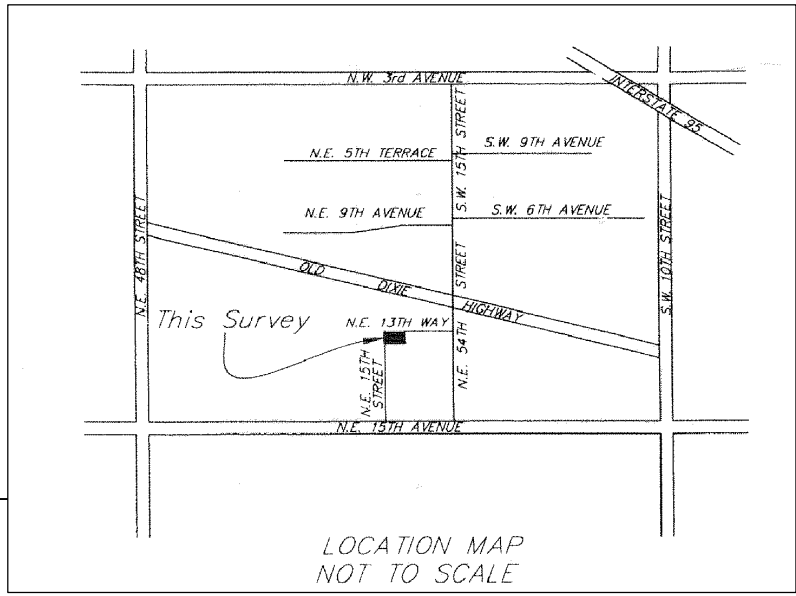 N.W. 3rd AVENUE
INTERSTATE 95
S.W. 15TH STREET
N.E. 5TH TERRACE
S.W. 9TH AVENUE
N.E. 9TH AVENUE
S.W. 6TH AVENUE
N.E. 48TH STREET
S.W. 10TH STREET
OLD DIXIE HIGHWAY
This Survey
N.E. 13TH WAY
N.E. 54TH STREET
N.E. 15TH
STREET
N.E. 15TH AVENUE
LOCATION MAP
NOT TO SCALE